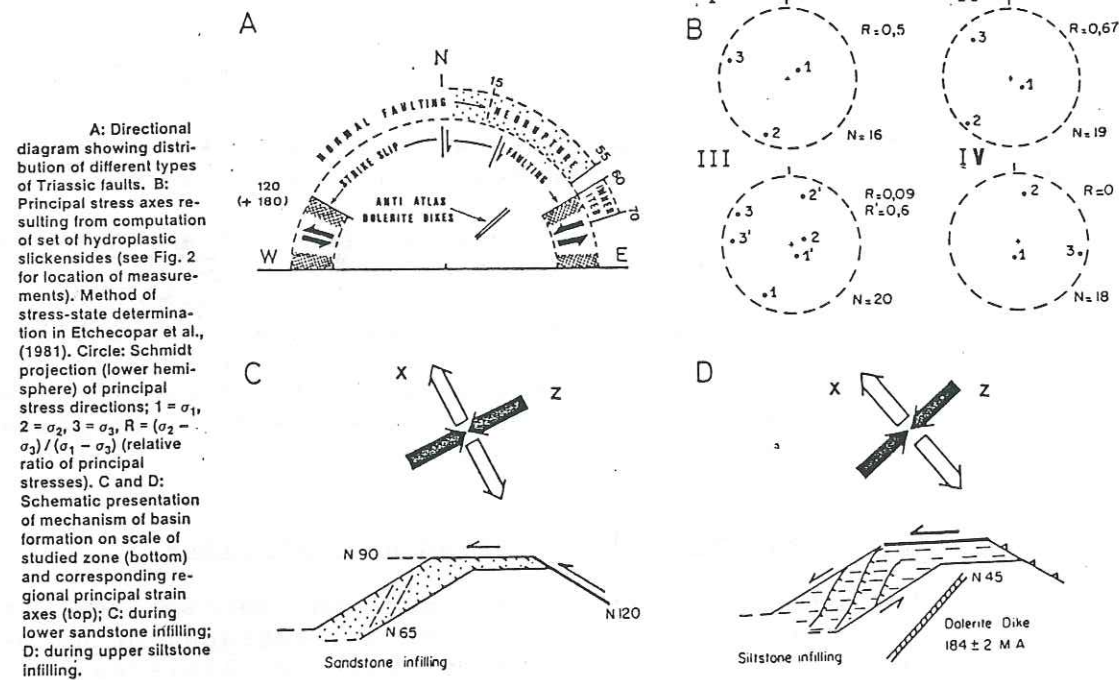 A: Directional
diagram showing distri-
bution of different types
of Triassic faults. B:
Principal stress axes re-
sulting from computation
of set of hydroplastic
slickensides (see Fig. 2
for location of measure-
ments). Method of
stress-state determina-
tion in Etchecopar et al.,
(1981). Circle: Schmidt
projection (lower hemi-
sphere) of principal
stress directions; 1 = σ₁,
2 = σ₂, 3 = σ₃, R = (σ₂ –
σ₃)/(σ₁ – σ₃) (relative
ratio of principal
stresses). C and D:
Schematic presentation
of mechanism of basin
formation on scale of
studied zone (bottom)
and corresponding re-
gional principal strain
axes (top); C: during
lower sandstone infilling;
D: during upper siltstone
infilling.
A
N
15
NORMAL FAULTING
NEORUPTURE
STRIKE SLIP
FAULTING
55
60
70
120
(+ 180)
ANTI ATLAS
DOLERITE DIKES
W
E
B
R=0,5
3
1
2
N=16
R=0,67
3
1
2
N=19
III
R=0,09
R'=0,6
2'
3
3'
2
1'
1
N=20
IV
R=0
2
3
1
N=18
C
X
Z
N 90
N 65
N 120
Sandstone infilling
D
X
Z
a
N 45
Dolerite Dike
184 ± 2 M A
Siltstone infilling